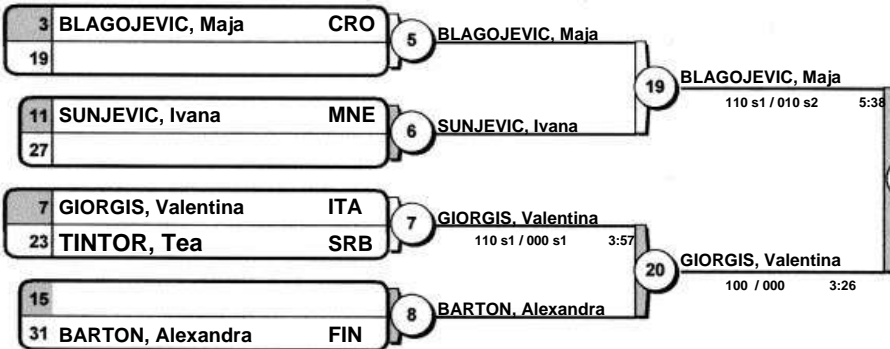 3 BLAGOJEVIC, Maja CRO
19
5
BLAGOJEVIC, Maja
11 SUNJEVIC, Ivana MNE
27
6
SUNJEVIC, Ivana
19
BLAGOJEVIC, Maja
110 s1 / 010 s2 5:38
7 GIORGIS, Valentina ITA
23 TINTOR, Tea SRB
7
GIORGIS, Valentina
110 s1 / 000 s1 3:57
15
31 BARTON, Alexandra FIN
8
BARTON, Alexandra
20
GIORGIS, Valentina
100 / 000 3:26